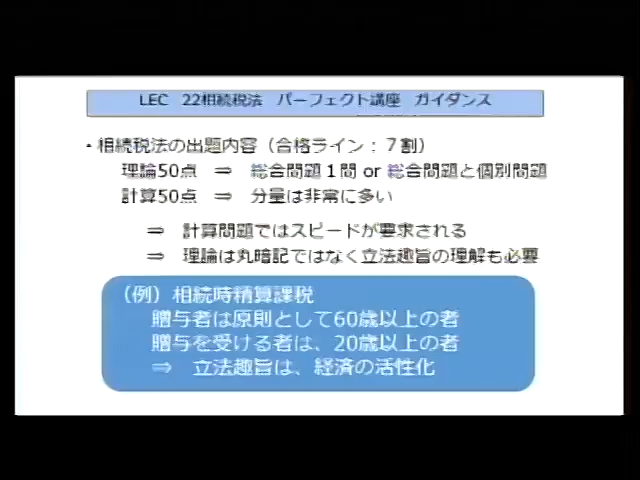 LEC 22相続税法 パーフェクト講座 ガイダンス
・相続税法の出題内容（合格ライン：７割）
理論50点 ⇒ 総合問題１問 or 総合問題と個別問題
計算50点 ⇒ 分量は非常に多い
⇒ 計算問題ではスピードが要求される
⇒ 理論は丸暗記ではなく立法趣旨の理解も必要
（例）相続時精算課税
贈与者は原則として60歳以上の者
贈与を受ける者は、20歳以上の者
⇒ 立法趣旨は、経済の活性化